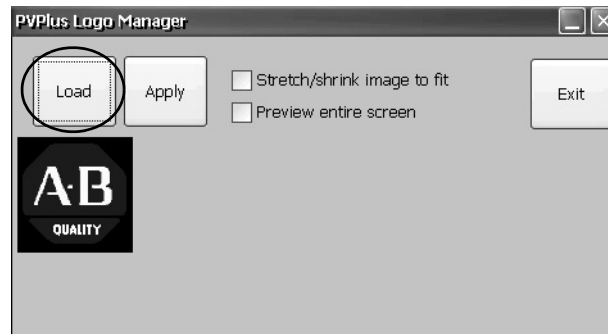 PVPlus Logo Manager
Load
Apply
Stretch/shrink image to fit
Preview entire screen
Exit
A·B
QUALITY